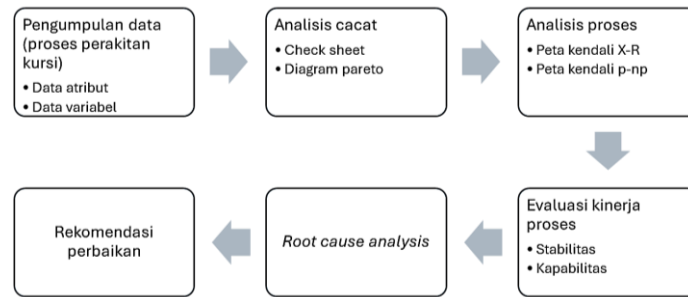 Pengumpulan data
(proses perakitan
kursi)
• Data atribut
• Data variabel
Analisis cacat
• Check sheet
• Diagram pareto
Analisis proses
• Peta kendali X-R
• Peta kendali p-np
Evaluasi kinerja
proses
• Stabilitas
• Kapabilitas
Root cause analysis
Rekomendasi
perbaikan